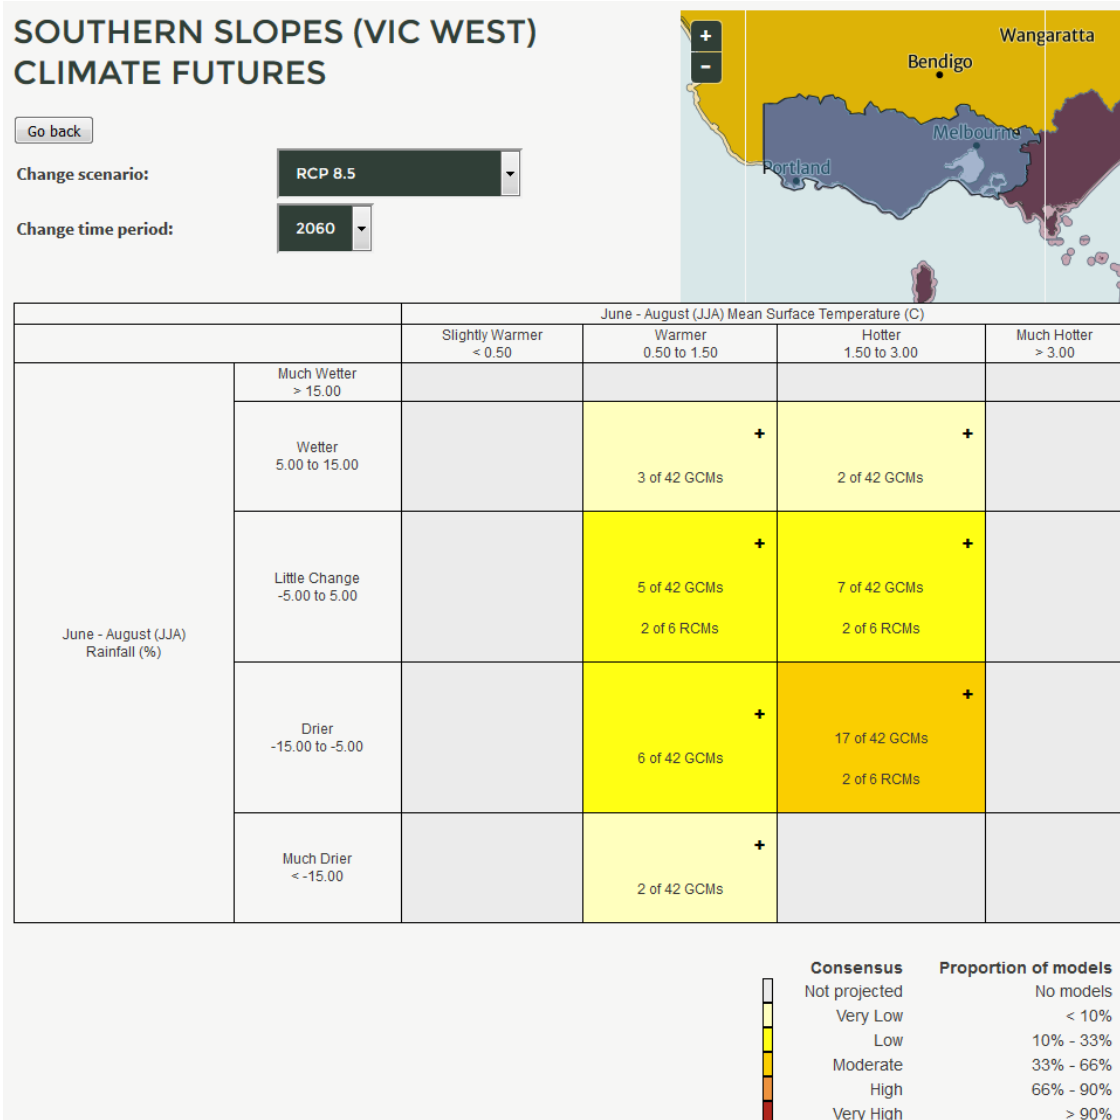 SOUTHERN SLOPES (VIC WEST)
CLIMATE FUTURES
Go back
Change scenario:
RCP 8.5
Change time period:
2060
+
-
Wangaratta
Bendigo
Melbourne
Portland
June - August (JJA) Mean Surface Temperature (C)
Slightly Warmer
< 0.50
Warmer
0.50 to 1.50
Hotter
1.50 to 3.00
Much Hotter
> 3.00
June - August (JJA)
Rainfall (%)
Much Wetter
> 15.00
Wetter
5.00 to 15.00
+
3 of 42 GCMs
+
2 of 42 GCMs
Little Change
-5.00 to 5.00
+
5 of 42 GCMs
2 of 6 RCMs
+
7 of 42 GCMs
2 of 6 RCMs
Drier
-15.00 to -5.00
+
6 of 42 GCMs
+
17 of 42 GCMs
2 of 6 RCMs
Much Drier
< -15.00
+
2 of 42 GCMs
Consensus Proportion of models
Not projected No models
Very Low < 10%
Low 10% - 33%
Moderate 33% - 66%
High 66% - 90%
Very High > 90%